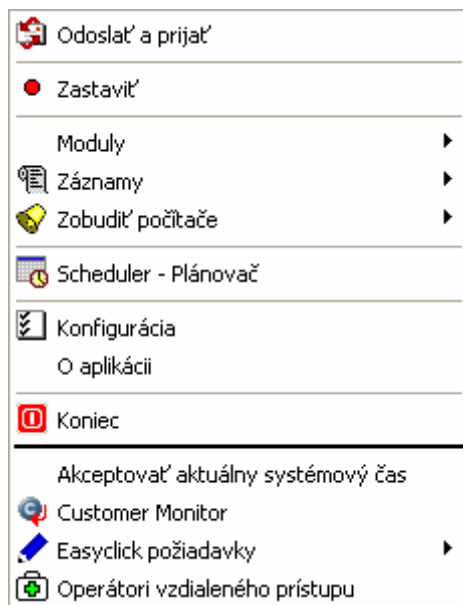 Odoslať a prijať
Zastaviť
Moduly
Záznamy
Zobudiť počítače
Scheduler - Plánovač
Konfigurácia
O aplikácii
Koniec
Akceptovať aktuálny systémový čas
Customer Monitor
Easyclick požiadavky
Operátori vzdialeného prístupu